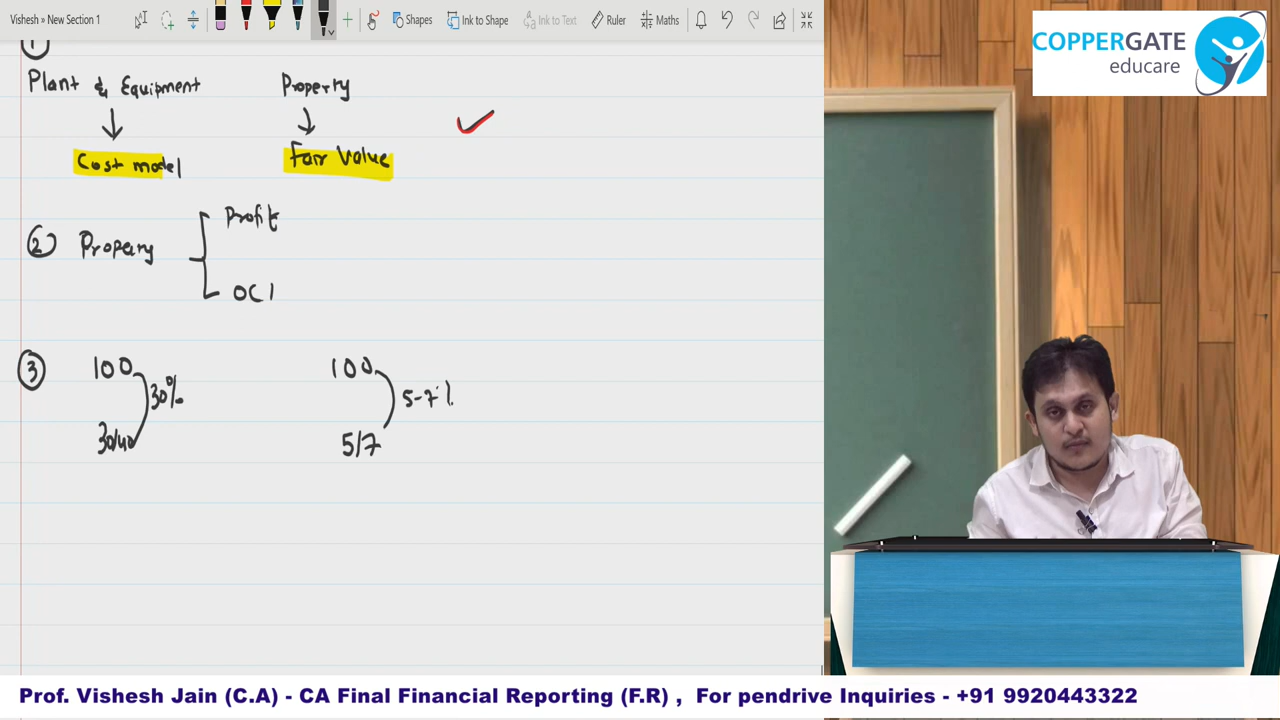 Vishesh » New Section 1
Shapes
Ink to Shape
Ink to Text
Ruler
Maths
COPPERGATE
educare
1
Plant & Equipment Property
Cost model Fair Value
2 Property Profit
OCI
3 100 100
30% 5-7%
30/40 5/7
Prof. Vishesh Jain (C.A) - CA Final Financial Reporting (F.R) , For pendrive Inquiries - +91 9920443322